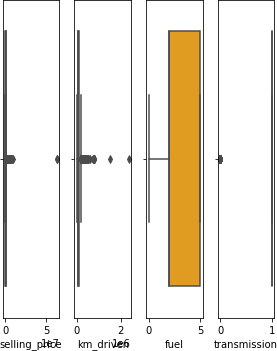 0 5 0 2 0 5 0 1
1e7 1e6
selling_price km_driven fuel transmission